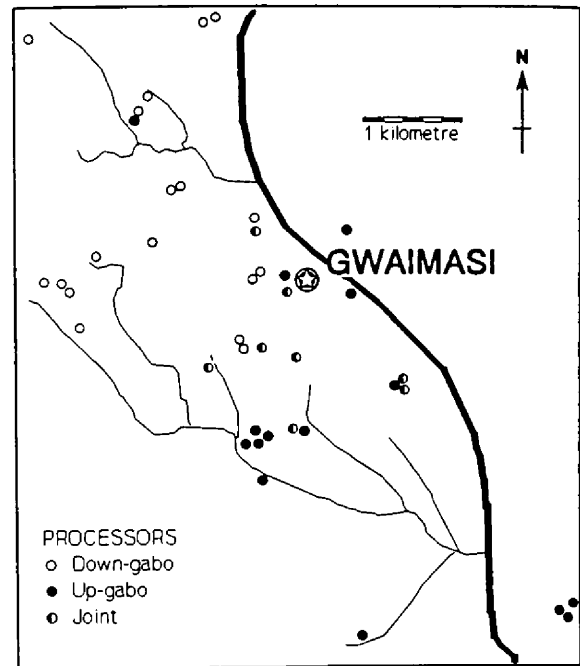 N
1 kilometre
GWAIMASI
PROCESSORS
Down-gabo
Up-gabo
Joint